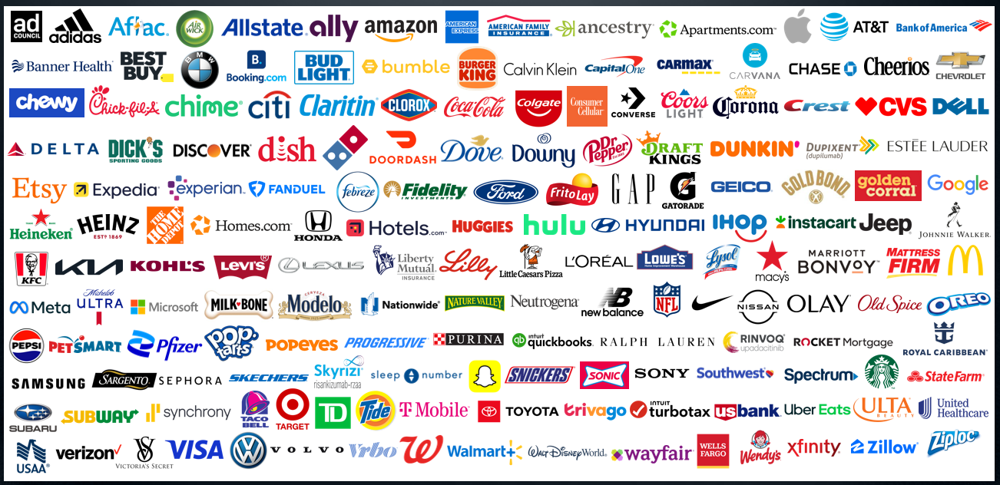 ad COUNCIL adidas Aflac. AIR WICK Allstate ally amazon AMERICAN EXPRESS AMERICAN FAMILY INSURANCE ancestry Apartments.com AT&T Bank of America
Banner Health BEST BUY BMW B. Booking.com BUD LIGHT bumble BURGER KING Calvin Klein Capital One CARMAX CARVANA CHASE Cheerios CHEVROLET
chewy Chick-fil-A chime citi Claritin CLOROX Coca-Cola Colgate Consumer Cellular CONVERSE Coors LIGHT Corona Crest CVS DELL
DELTA DICK'S SPORTING GOODS DISCOVER dish DOORDASH Dove Downy Dr Pepper DRAFT KINGS DUNKIN' DUPIXENT (dupilumab) ESTĒE LAUDER
Etsy Expedia experian. FANDUEL febreze Fidelity INVESTMENTS Ford Frito Lay GAP G GATORADE GEICO GOLD BOND golden corral Google
Heineken HEINZ ESTD 1869 THE HOME DEPOT Homes.com HONDA Hotels.com HUGGIES hulu HYUNDAI IHOP instacart Jeep JOHNNIE WALKER
KFC KIA KOHL'S LEVI'S LEXUS Liberty Mutual. INSURANCE Lilly Little Caesars Pizza L'ORÉAL LOWE'S Lysol macys MARRIOTT BONVOY MATTRESS FIRM
Meta Michelob ULTRA Microsoft MILK-BONE CERVEZA Modelo Nationwide NATURE VALLEY Neutrogena new balance NFL NISSAN OLAY Old Spice OREO
PEPSI PETSMART Pfizer POP. tarts POPEYES PROGRESSIVE PURINA qb intuit quickbooks. RALPH LAUREN RINVOQ upadacitinib ROCKET Mortgage ROYAL CARIBBEAN
SAMSUNG SARGENTO SEPHORA SKECHERS Skyrizi risankizumab-rzaa sleep number SNICKERS SONIC SONY Southwest Spectrum State Farm
SUBARU SUBWAY synchrony TACO BELL TARGET TD Tide T Mobile TOYOTA trivago INTUIT turbotax usbank Uber Eats ULTA BEAUTY United Healthcare
USAA verizon VS VICTORIA'S SECRET VISA VOLVO Vrbo W Walmart Walt Disney World. wayfair WELLS FARGO Wendy's xfinity Zillow Ziploc